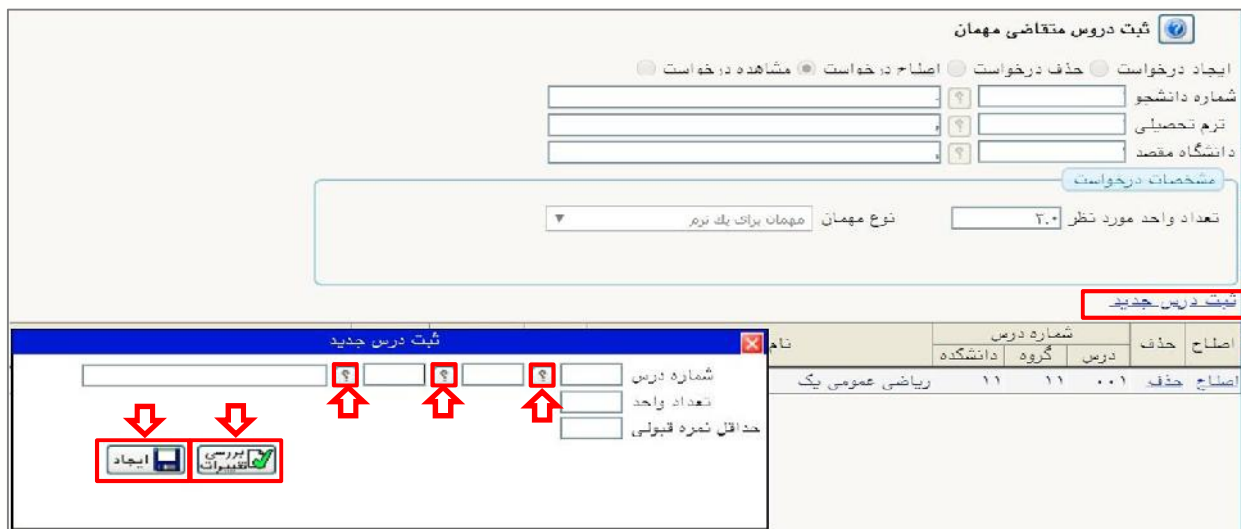 ثبت دروس متقاضی مهمان
ایجاد درخواست حذف درخواست اصلاح درخواست مشاهده درخواست
شماره دانشجو ؟
ترم تحصیلی ؟
دانشگاه مقصد ؟
مشخصات درخواست
تعداد واحد مورد نظر ۲.۰ نوع مهمان مهمان برای یك ترم
ثبت درس جدید
اصلاح حذف شماره درس نام
درس گروه دانشکده
اصلاح حذف ۰۰۱ ۱۱ ۱۱ ریاضی عمومی یک
ثبت درس جدید
شماره درس ؟ ؟ ؟
تعداد واحد
حداقل نمره قبولی
بررسی تغییرات ایجاد